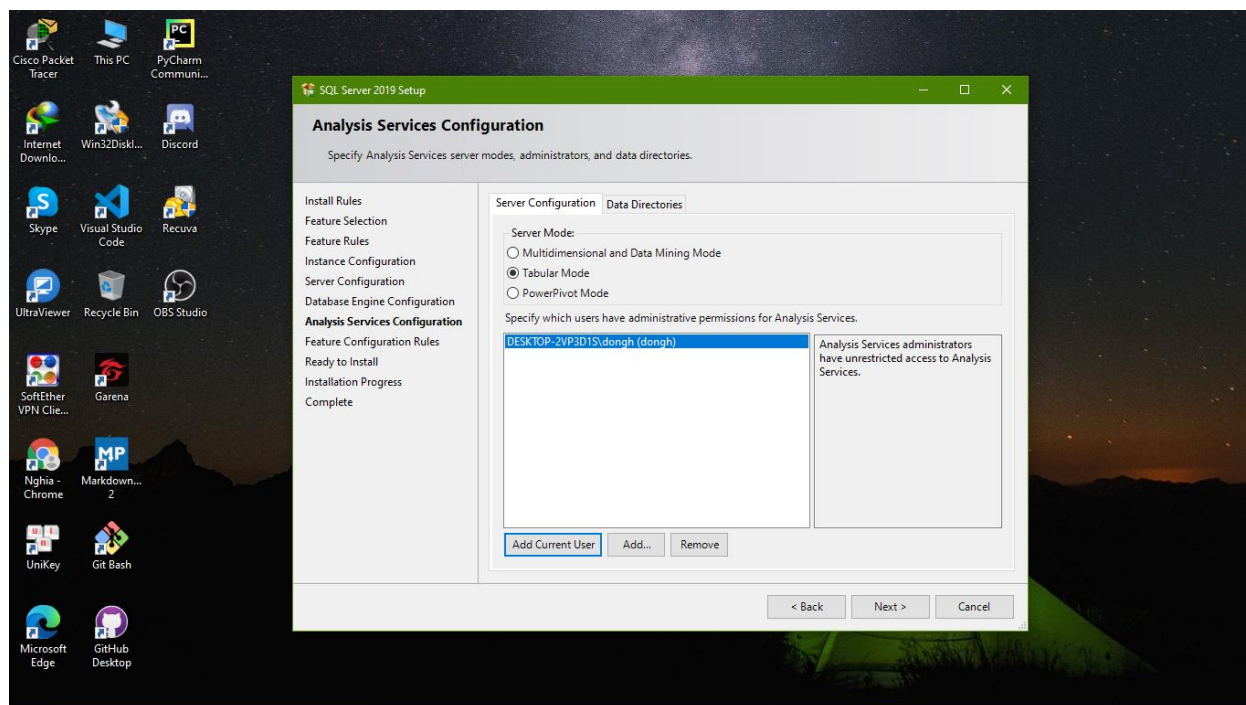 Cisco Packet
Tracer
This PC
PyCharm
Communi...
Internet
Downlo...
Win32DiskI...
Discord
Skype
Visual Studio
Code
Recuva
UltraViewer
Recycle Bin
OBS Studio
SoftEther
VPN Clie...
Garena
Nghia -
Chrome
Markdown...
2
UniKey
Git Bash
Microsoft
Edge
GitHub
Desktop
PC
MP
SQL Server 2019 Setup
Analysis Services Configuration
Specify Analysis Services server modes, administrators, and data directories.
Install Rules
Feature Selection
Feature Rules
Instance Configuration
Server Configuration
Database Engine Configuration
Analysis Services Configuration
Feature Configuration Rules
Ready to Install
Installation Progress
Complete
Server Configuration
Data Directories
Server Mode:
Multidimensional and Data Mining Mode
Tabular Mode
PowerPivot Mode
Specify which users have administrative permissions for Analysis Services.
DESKTOP-2VP3D1S\dongh (dongh)
Analysis Services administrators
have unrestricted access to Analysis
Services.
Add Current User
Add...
Remove
< Back
Next >
Cancel